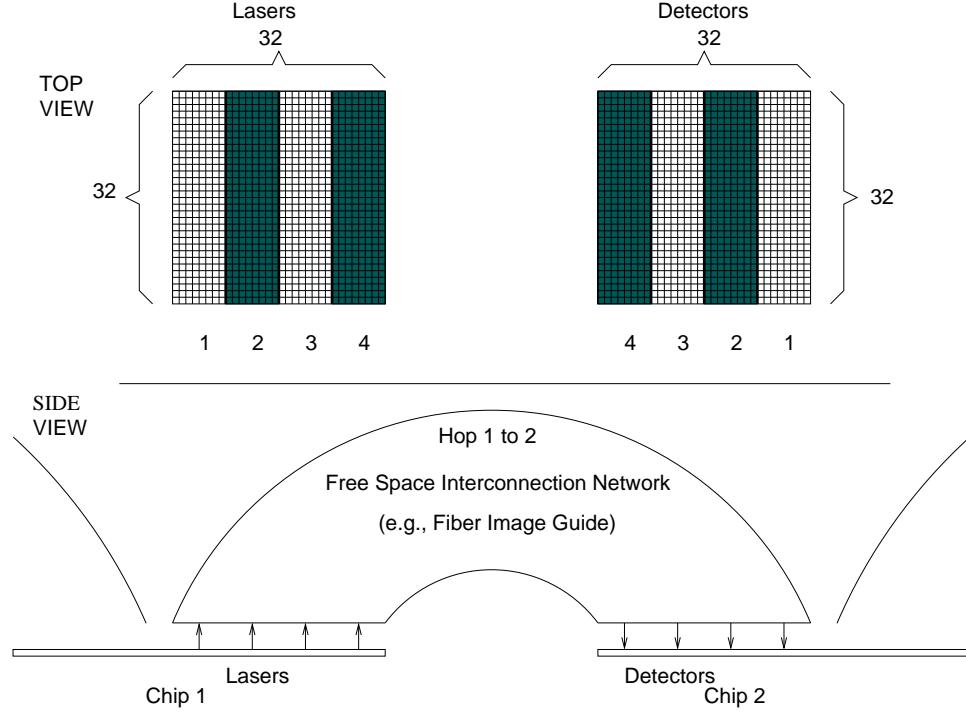 Lasers
32
Detectors
32
TOP
VIEW
32
32
1 2 3 4
4 3 2 1
SIDE
VIEW
Hop 1 to 2
Free Space Interconnection Network
(e.g., Fiber Image Guide)
Lasers
Detectors
Chip 1
Chip 2